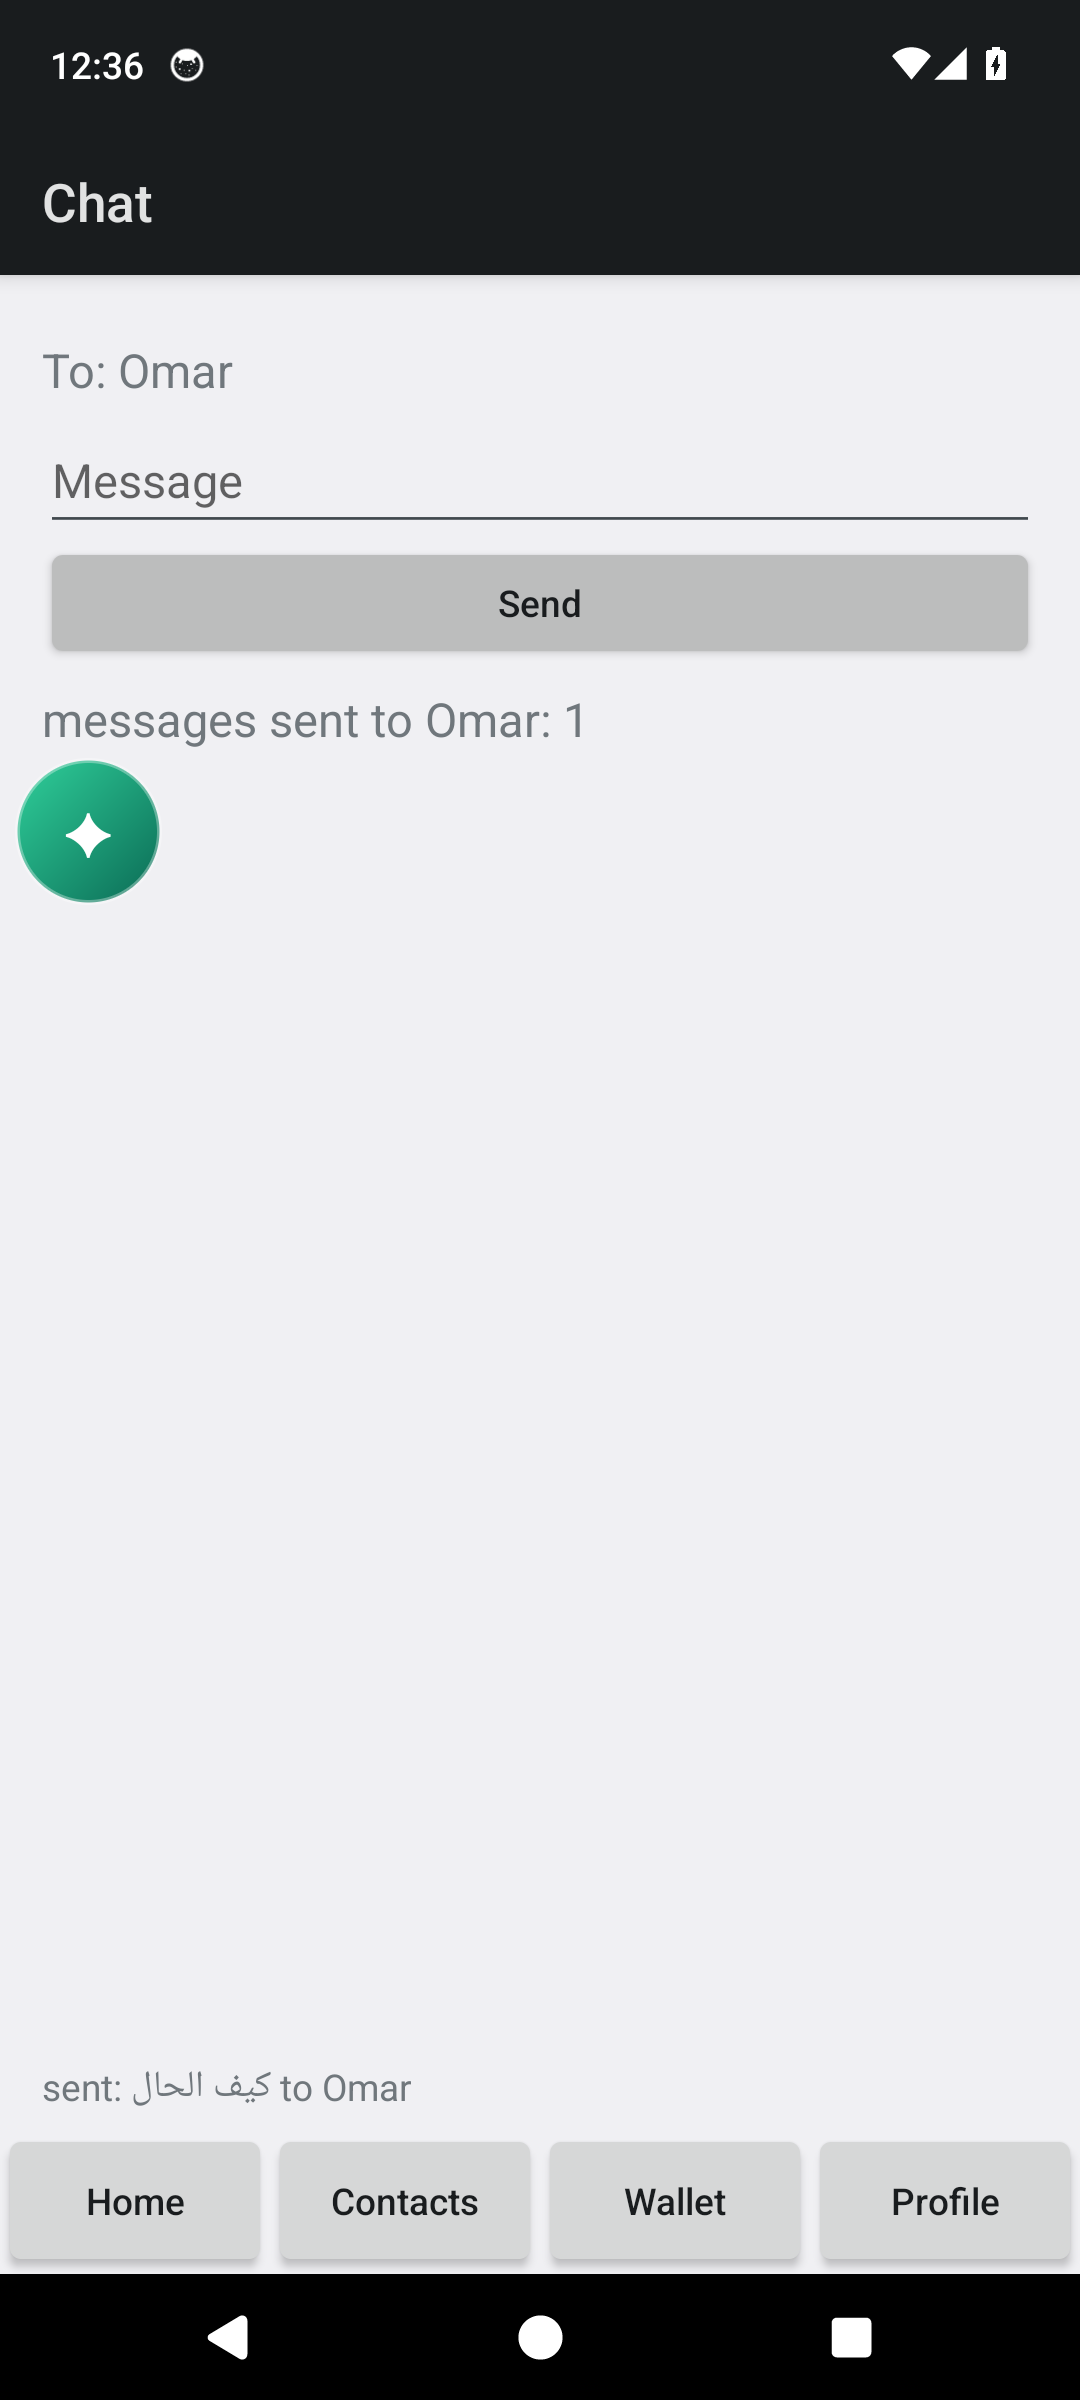 12:36
Chat
To: Omar
Message
Send
messages sent to Omar: 1
sent: كيف الحال to Omar
Home
Contacts
Wallet
Profile